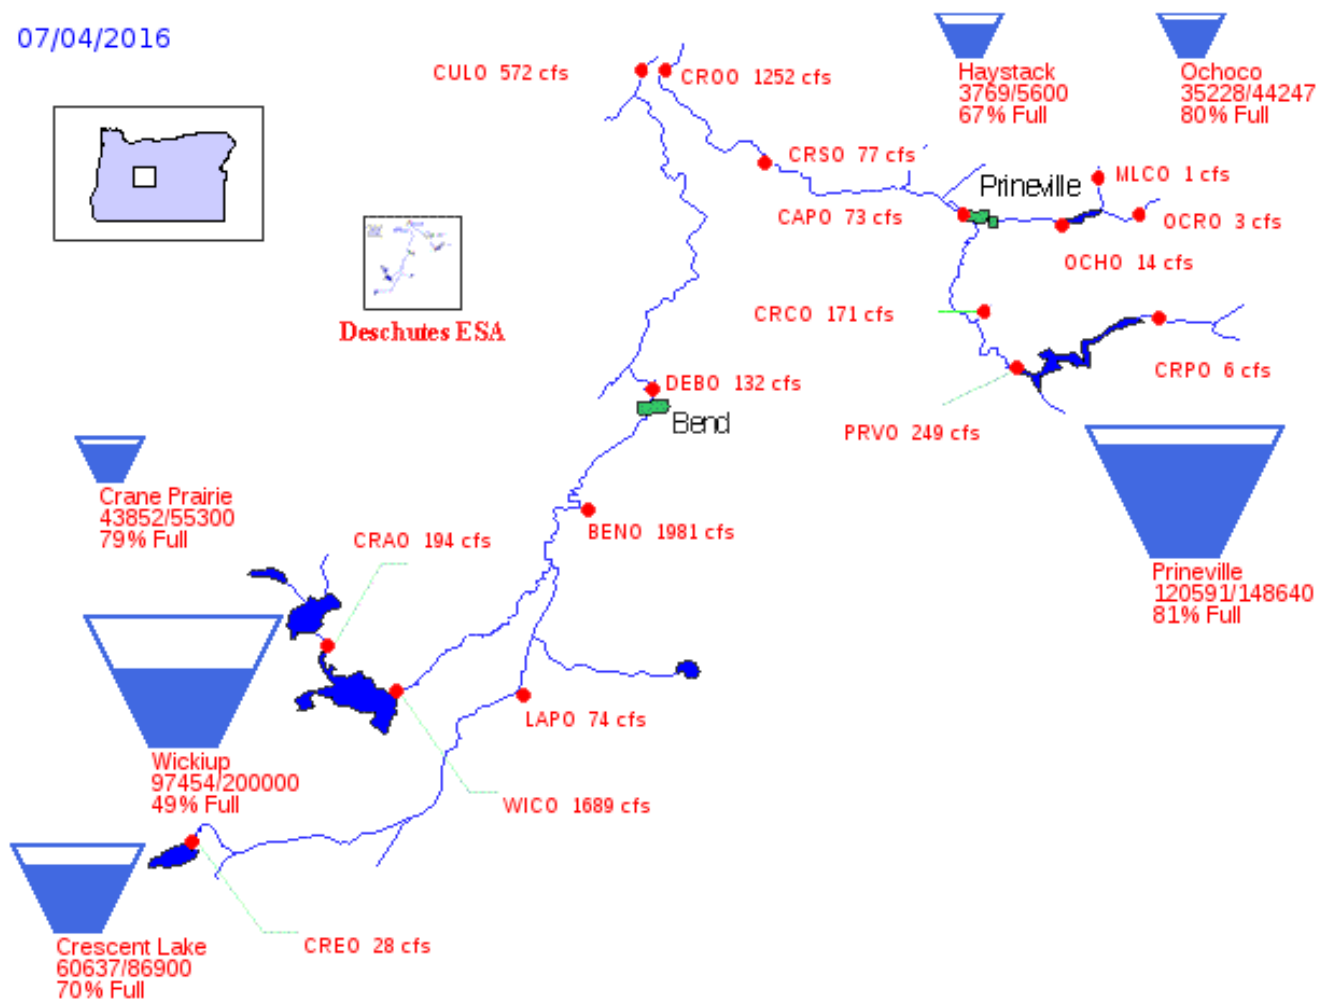 07/04/2016
CULO 572 cfs
CROO 1252 cfs
Haystack
3769/5600
67% Full
Ochoco
35228/44247
80% Full
CRSO 77 cfs
Prineville
MLCO 1 cfs
CAPO 73 cfs
OCRO 3 cfs
OCHO 14 cfs
Deschutes ESA
CRCO 171 cfs
CRPO 6 cfs
DEBO 132 cfs
Bend
PRVO 249 cfs
Crane Prairie
43852/55300
79% Full
CRAO 194 cfs
BENO 1981 cfs
Prineville
120591/148640
81% Full
LAPO 74 cfs
Wickiup
97454/200000
49% Full
WICO 1689 cfs
CREO 28 cfs
Crescent Lake
60637/86900
70% Full